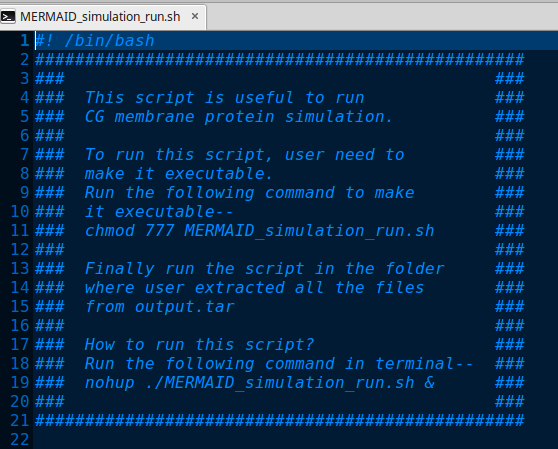 MERMAID_simulation_run.sh ×
1 #! /bin/bash
2 #################################################
3 ### ###
4 ### This script is useful to run ###
5 ### CG membrane protein simulation. ###
6 ### ###
7 ### To run this script, user need to ###
8 ### make it executable. ###
9 ### Run the following command to make ###
10 ### it executable-- ###
11 ### chmod 777 MERMAID_simulation_run.sh ###
12 ### ###
13 ### Finally run the script in the folder ###
14 ### where user extracted all the files ###
15 ### from output.tar ###
16 ### ###
17 ### How to run this script? ###
18 ### Run the following command in terminal-- ###
19 ### nohup ./MERMAID_simulation_run.sh & ###
20 ### ###
21 #################################################
22